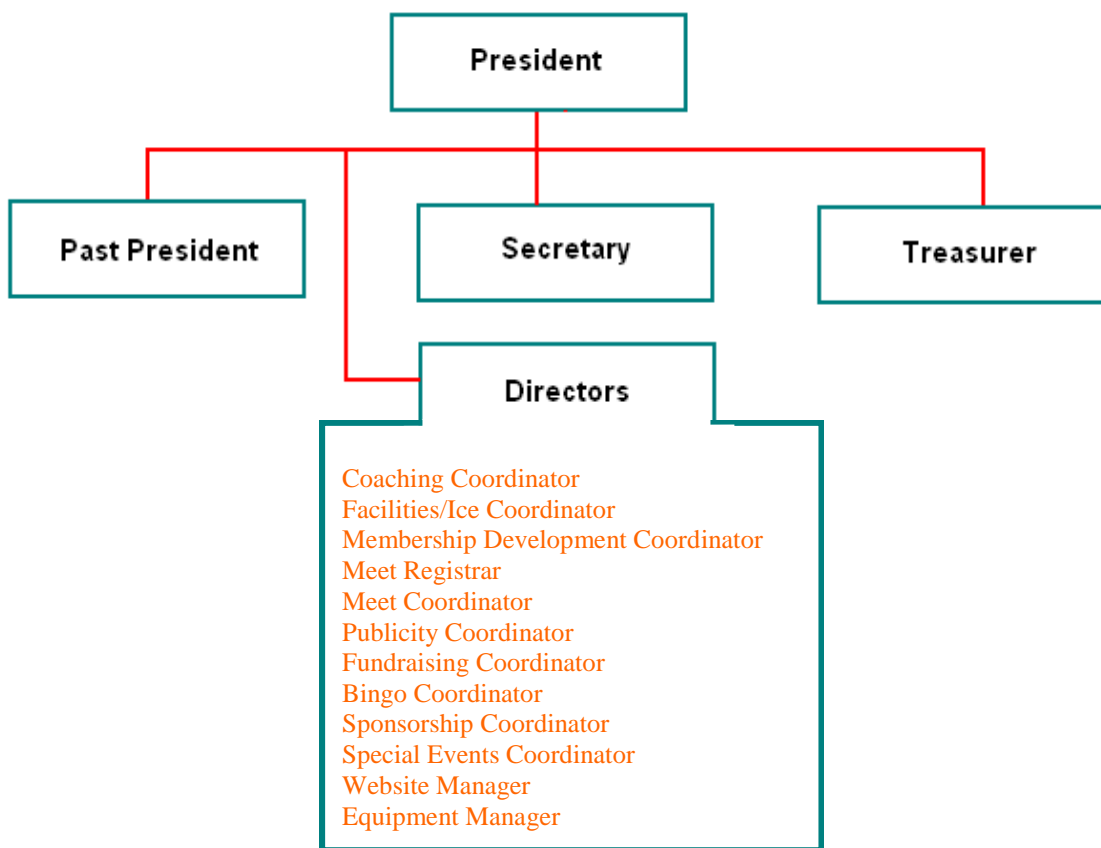 President
Past President
Secretary
Treasurer
Directors
Coaching Coordinator
Facilities/Ice Coordinator
Membership Development Coordinator
Meet Registrar
Meet Coordinator
Publicity Coordinator
Fundraising Coordinator
Bingo Coordinator
Sponsorship Coordinator
Special Events Coordinator
Website Manager
Equipment Manager